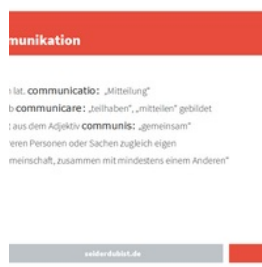 munikation
lat. communicatio: „Mitteilung“
communicare: „teilhaben“, „mitteilen“ gebildet
aus dem Adjektiv communis: „gemeinsam“
reren Personen oder Sachen zugleich eigen
meinschaft, zusammen mit mindestens einem Anderen“
seiderdubist.de